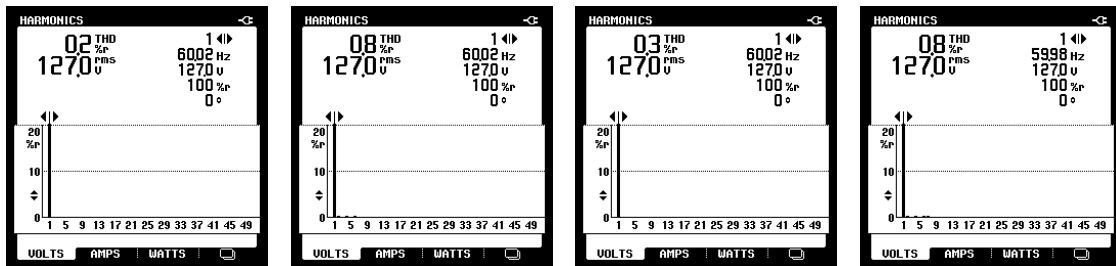 HARMONICS
0.2 THD %r
127.0 rms V
1
60.02 Hz
127.0 V
100 %r
0 °
20
%r
10
0
1 5 9 13 17 21 25 29 33 37 41 45 49
VOLTS AMPS WATTS
HARMONICS
0.8 THD %r
127.0 rms V
1
60.02 Hz
127.0 V
100 %r
0 °
20
%r
10
0
1 5 9 13 17 21 25 29 33 37 41 45 49
VOLTS AMPS WATTS
HARMONICS
0.3 THD %r
127.0 rms V
1
60.02 Hz
127.0 V
100 %r
0 °
20
%r
10
0
1 5 9 13 17 21 25 29 33 37 41 45 49
VOLTS AMPS WATTS
HARMONICS
0.8 THD %r
127.0 rms V
1
59.98 Hz
127.0 V
100 %r
0 °
20
%r
10
0
1 5 9 13 17 21 25 29 33 37 41 45 49
VOLTS AMPS WATTS